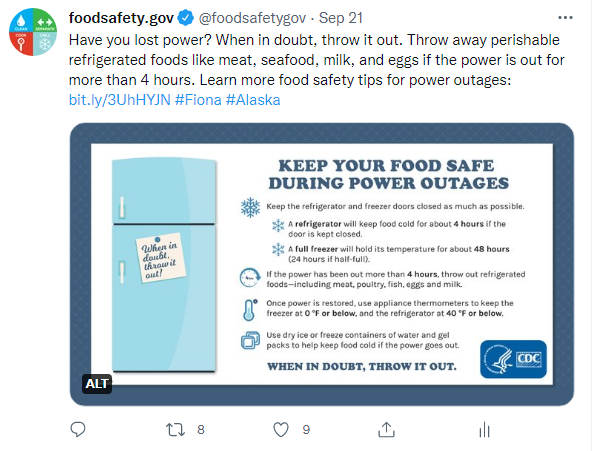 foodsafety.gov @foodsafetygov · Sep 21 ...
Have you lost power? When in doubt, throw it out. Throw away perishable
refrigerated foods like meat, seafood, milk, and eggs if the power is out for
more than 4 hours. Learn more food safety tips for power outages:
bit.ly/3UhHYJN #Fiona #Alaska
CLEAN
SEPARATE
COOK
CHILL
KEEP YOUR FOOD SAFE
DURING POWER OUTAGES
Keep the refrigerator and freezer doors closed as much as possible.
A refrigerator will keep food cold for about 4 hours if the
door is kept closed.
A full freezer will hold its temperature for about 48 hours
(24 hours if half-full).
If the power has been out more than 4 hours, throw out refrigerated
foods—including meat, poultry, fish, eggs and milk.
Once power is restored, use appliance thermometers to keep the
freezer at 0 °F or below, and the refrigerator at 40 °F or below.
Use dry ice or freeze containers of water and gel
packs to help keep food cold if the power goes out.
WHEN IN DOUBT, THROW IT OUT.
When in
doubt,
throw it
out!
CDC
ALT
8
9